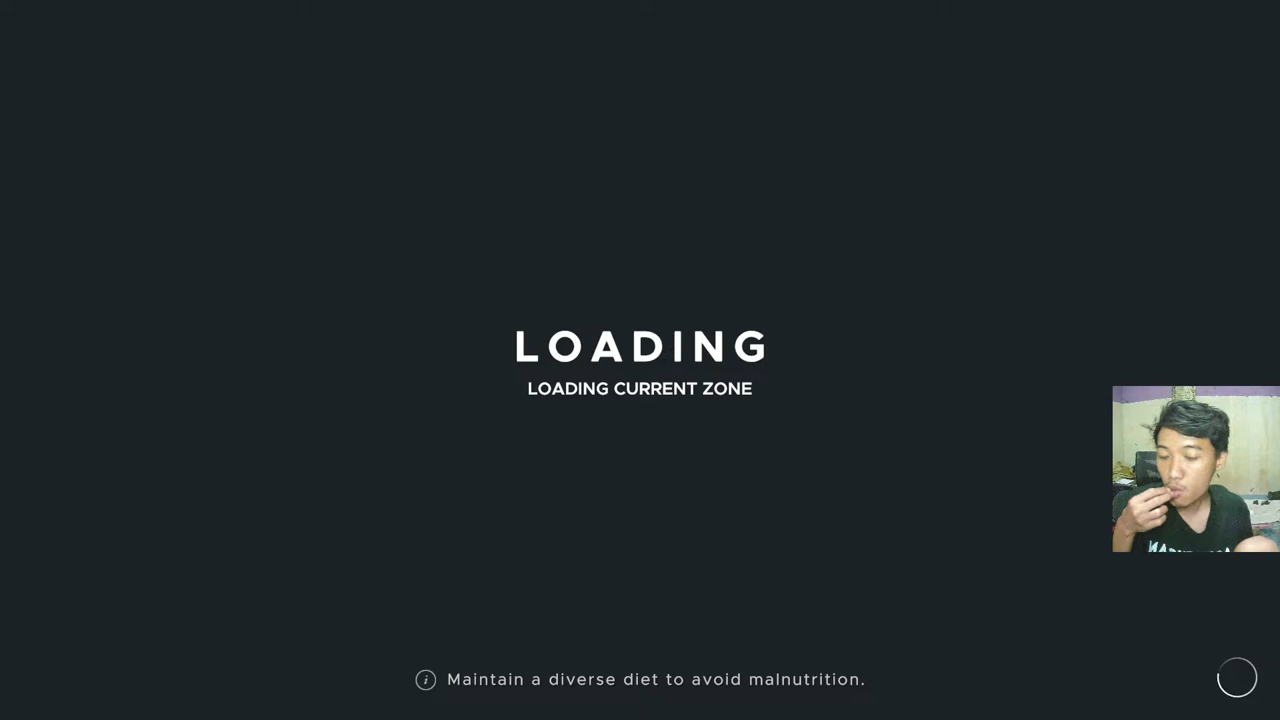 LOADING
LOADING CURRENT ZONE
Maintain a diverse diet to avoid malnutrition.